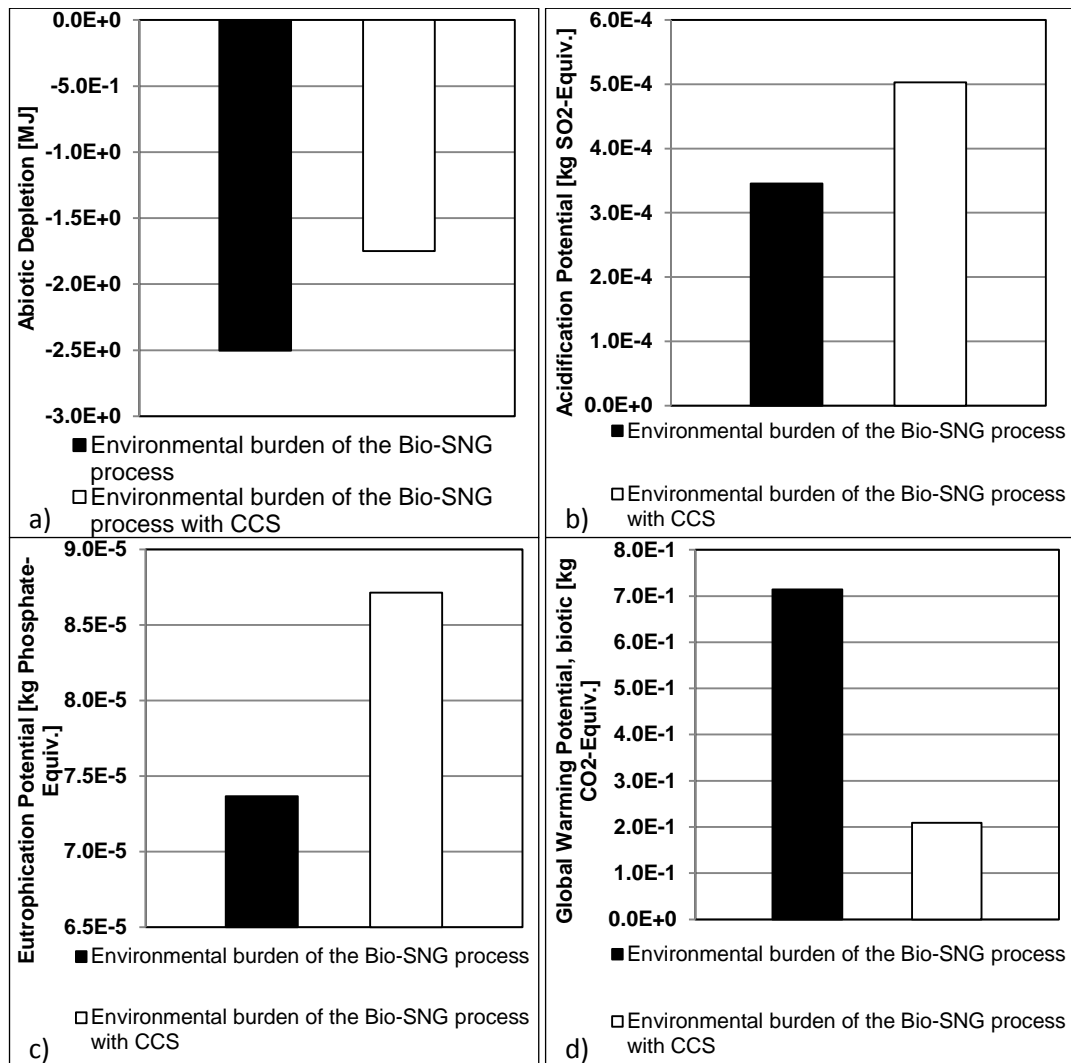 0.0E+0
-5.0E-1
-1.0E+0
-1.5E+0
-2.0E+0
-2.5E+0
-3.0E+0
Abiotic Depletion [MJ]
■Environmental burden of the Bio-SNG
process
□Environmental burden of the Bio-SNG
process with CCS
a)
6.0E-4
5.0E-4
4.0E-4
3.0E-4
2.0E-4
1.0E-4
0.0E+0
Acidification Potential [kg SO2-Equiv.]
■Environmental burden of the Bio-SNG process
□Environmental burden of the Bio-SNG process
with CCS
b)
9.0E-5
8.5E-5
8.0E-5
7.5E-5
7.0E-5
6.5E-5
Eutrophication Potential [kg Phosphate-
Equiv.]
■Environmental burden of the Bio-SNG process
□Environmental burden of the Bio-SNG process
with CCS
c)
8.0E-1
7.0E-1
6.0E-1
5.0E-1
4.0E-1
3.0E-1
2.0E-1
1.0E-1
0.0E+0
Global Warming Potential, biotic [kg
CO2-Equiv.]
■Environmental burden of the Bio-SNG process
□Environmental burden of the Bio-SNG process
with CCS
d)